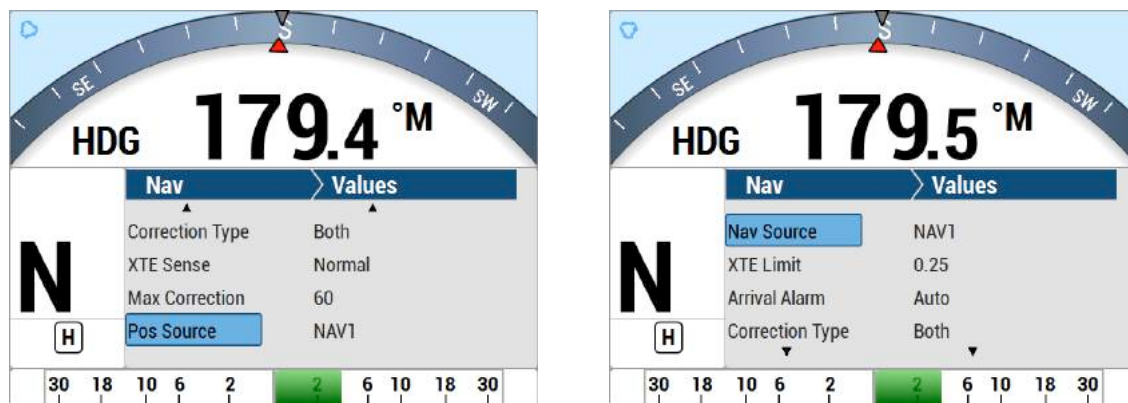 S
SE
SW
HDG 179.4 °M
Nav Values
Correction Type Both
XTE Sense Normal
Max Correction 60
Pos Source NAV1
N
H
30 18 10 6 2 2 6 10 18 30
S
SE
SW
HDG 179.5 °M
Nav Values
Nav Source NAV1
XTE Limit 0.25
Arrival Alarm Auto
Correction Type Both
N
H
30 18 10 6 2 2 6 10 18 30